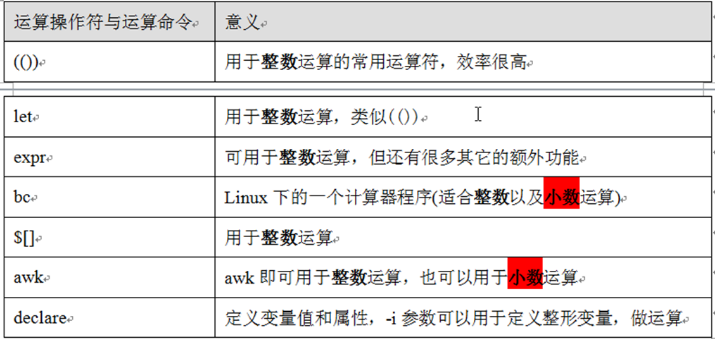 运算操作符与运算命令 意义
(()) 用于整数运算的常用运算符，效率很高
let 用于整数运算，类似(())
expr 可用于整数运算，但还有很多其它的额外功能
bc Linux 下的一个计算器程序(适合整数以及小数运算)
$[] 用于整数运算
awk awk 即可用于整数运算，也可以用于小数运算
declare 定义变量值和属性，-i 参数可以用于定义整形变量，做运算